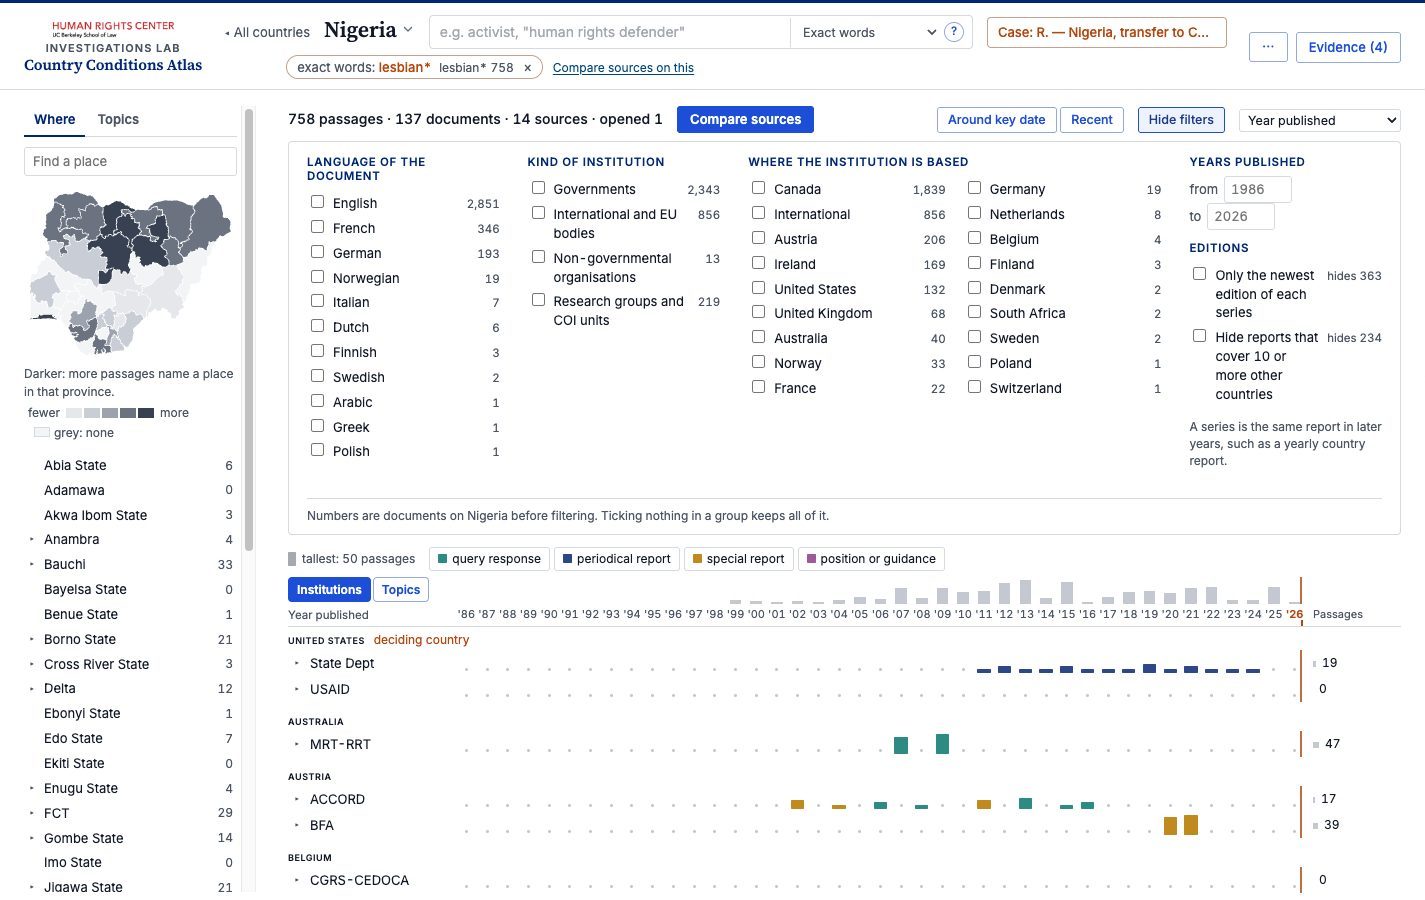 HUMAN RIGHTS CENTER
UC Berkeley School of Law
INVESTIGATIONS LAB
Country Conditions Atlas
◂ All countries
Nigeria
e.g. activist, "human rights defender"
Exact words
?
Case: R. — Nigeria, transfer to C...
...
Evidence (4)
exact words: lesbian* lesbian* 758 ×
Compare sources on this
Where
Topics
Find a place
Darker: more passages name a place
in that province.
fewer more
grey: none
Abia State 6
Adamawa 0
Akwa Ibom State 3
Anambra 4
Bauchi 33
Bayelsa State 0
Benue State 1
Borno State 21
Cross River State 3
Delta 12
Ebonyi State 1
Edo State 7
Ekiti State 0
Enugu State 4
FCT 29
Gombe State 14
Imo State 0
Jigawa State 21
758 passages · 137 documents · 14 sources · opened 1
Compare sources
Around key date
Recent
Hide filters
Year published
LANGUAGE OF THE
DOCUMENT
English 2,851
French 346
German 193
Norwegian 19
Italian 7
Dutch 6
Finnish 3
Swedish 2
Arabic 1
Greek 1
Polish 1
KIND OF INSTITUTION
Governments 2,343
International and EU 856
bodies
Non-governmental 13
organisations
Research groups and 219
COI units
WHERE THE INSTITUTION IS BASED
Canada 1,839
International 856
Austria 206
Ireland 169
United States 132
United Kingdom 68
Australia 40
Norway 33
France 22
Germany 19
Netherlands 8
Belgium 4
Finland 3
Denmark 2
South Africa 2
Sweden 2
Poland 1
Switzerland 1
YEARS PUBLISHED
from 1986
to 2026
EDITIONS
Only the newest hides 363
edition of each
series
Hide reports that hides 234
cover 10 or
more other
countries
A series is the same report in later
years, such as a yearly country
report.
Numbers are documents on Nigeria before filtering. Ticking nothing in a group keeps all of it.
tallest: 50 passages
query response
periodical report
special report
position or guidance
Institutions
Topics
Year published '86 '87 '88 '89 '90 '91 '92 '93 '94 '95 '96 '97 '98 '99 '00 '01 '02 '03 '04 '05 '06 '07 '08 '09 '10 '11 '12 '13 '14 '15 '16 '17 '18 '19 '20 '21 '22 '23 '24 '25 '26 Passages
UNITED STATES deciding country
State Dept 19
USAID 0
AUSTRALIA
MRT-RRT 47
AUSTRIA
ACCORD 17
BFA 39
BELGIUM
CGRS-CEDOCA 0